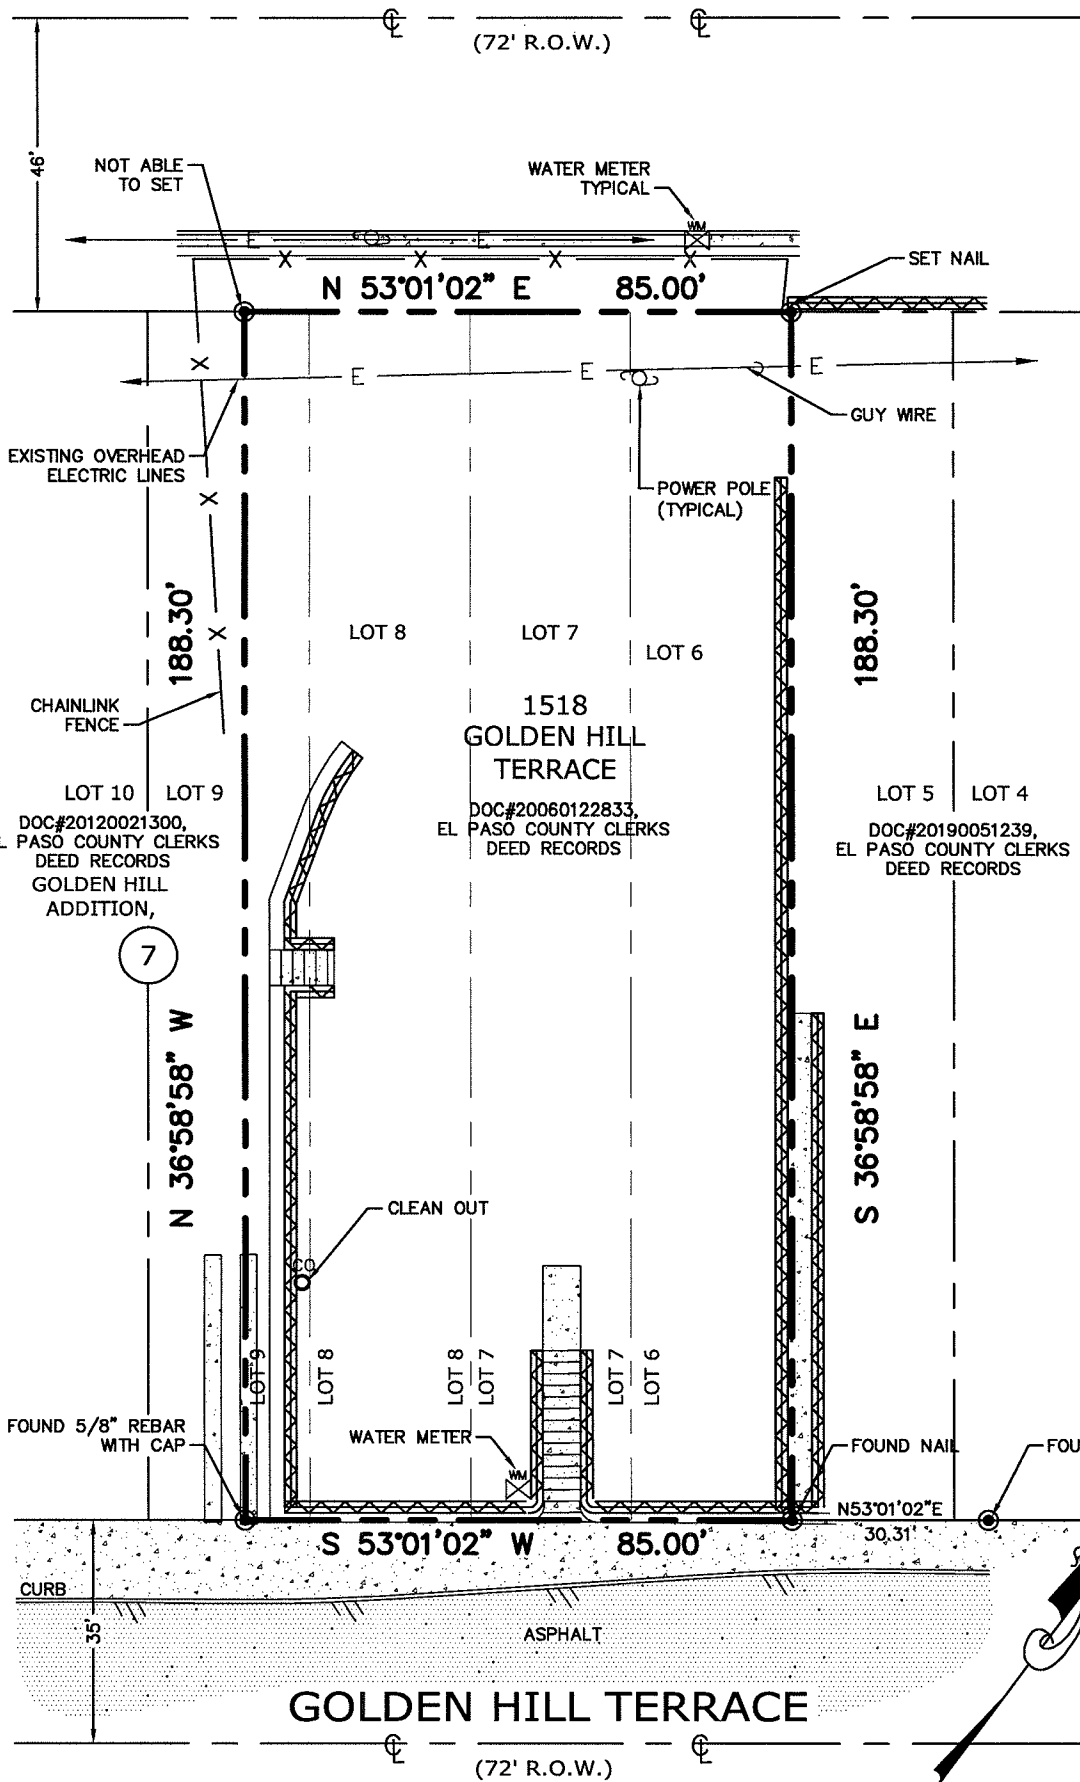 ℄ ℄
(72' R.O.W.)
46'
NOT ABLE
TO SET
WATER METER
TYPICAL
WM
E E
X X X X
SET NAIL
N 53°01'02" E 85.00'
X
E E E
GUY WIRE
EXISTING OVERHEAD
ELECTRIC LINES
POWER POLE
(TYPICAL)
X
188.30'
188.30'
X
LOT 8 LOT 7
LOT 6
CHAINLINK
FENCE
1518
GOLDEN HILL
TERRACE
DOC#20060122833,
EL PASO COUNTY CLERKS
DEED RECORDS
LOT 10 LOT 9
DOC#20120021300,
EL PASO COUNTY CLERKS
DEED RECORDS
GOLDEN HILL
ADDITION,
7
LOT 5 LOT 4
DOC#20190051239,
EL PASO COUNTY CLERKS
DEED RECORDS
N 36°58'58" W
S 36°58'58" E
CLEAN OUT
CO
LOT 9
LOT 8
LOT 8
LOT 7
LOT 7
LOT 6
FOUND 5/8" REBAR
WITH CAP
WATER METER
WM
FOUND NAIL
FOU
N53°01'02"E
30.31'
S 53°01'02" W 85.00'
CURB
35'
ASPHALT
GOLDEN HILL TERRACE
℄ ℄
(72' R.O.W.)